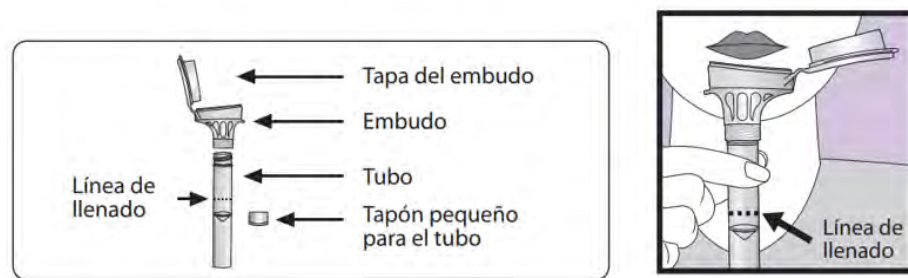 Tapa del embudo
Embudo
Tubo
Línea de
llenado
Tapón pequeño
para el tubo
Línea de
llenado